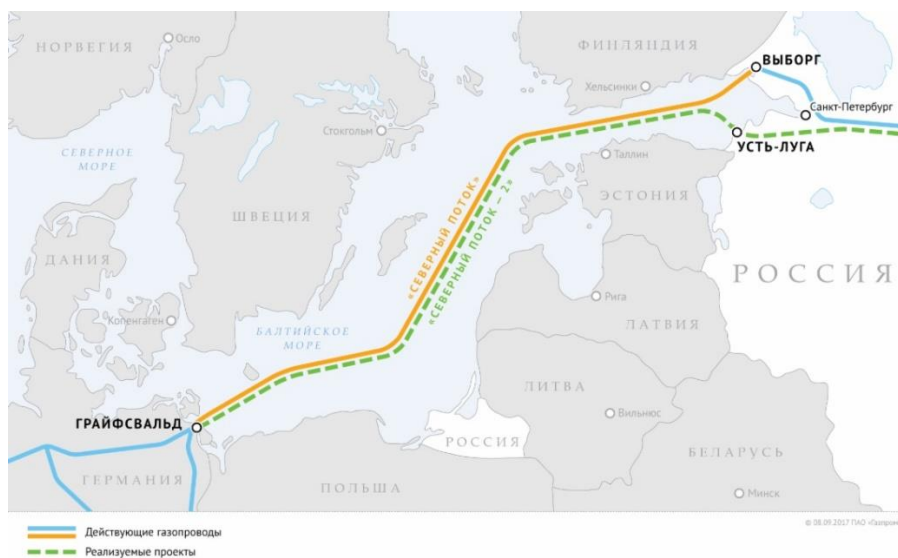 НОРВЕГИЯ
Осло
ФИНЛЯНДИЯ
ВЫБОРГ
Хельсинки
Санкт-Петербург
Стокгольм
УСТЬ-ЛУГА
СЕВЕРНОЕ
МОРЕ
Таллин
ЭСТОНИЯ
ШВЕЦИЯ
«СЕВЕРНЫЙ ПОТОК»
«СЕВЕРНЫЙ ПОТОК – 2»
ДАНИЯ
РОССИЯ
Рига
Копенгаген
ЛАТВИЯ
БАЛТИЙСКОЕ
МОРЕ
ЛИТВА
Вильнюс
ГРАЙФСВАЛЬД
РОССИЯ
БЕЛАРУСЬ
ГЕРМАНИЯ
ПОЛЬША
Минск
Действующие газопроводы
Реализуемые проекты
© 08.09.2017 ПАО «Газпром